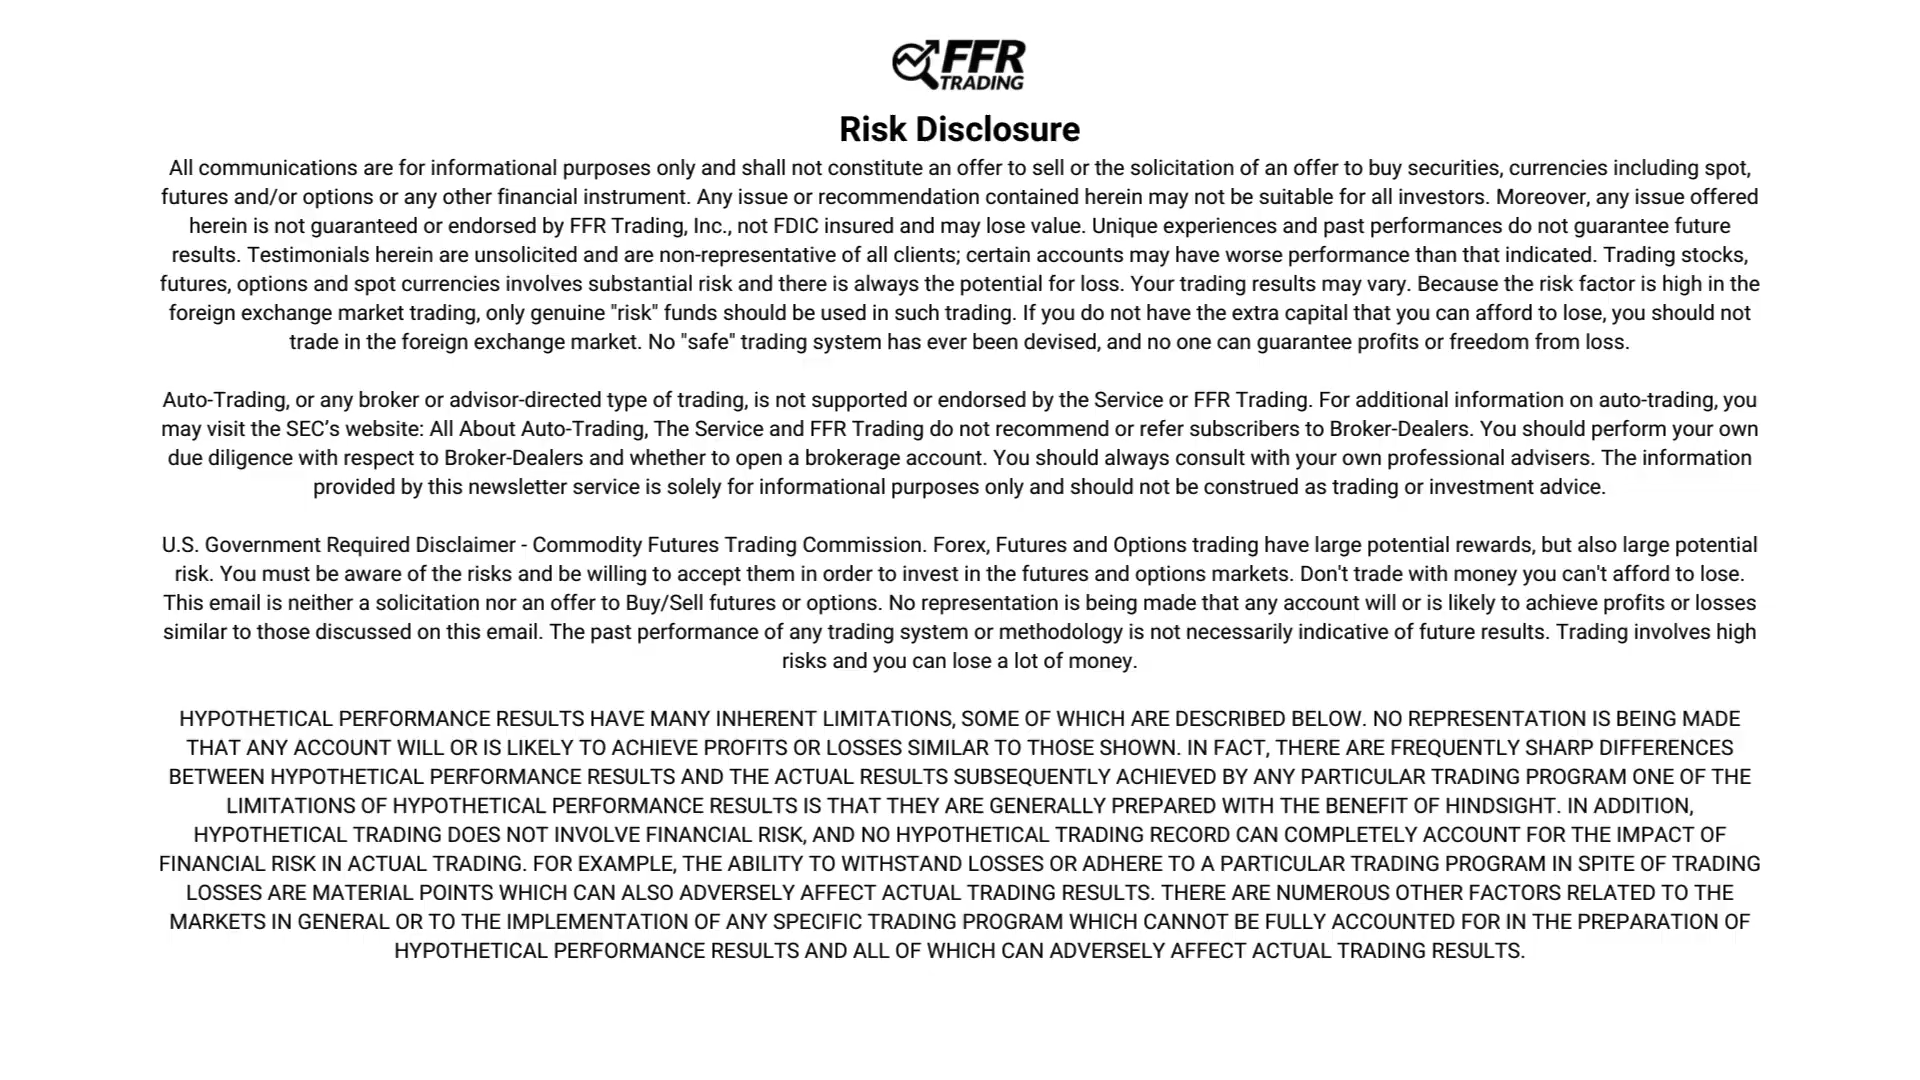 FFR
TRADING
Risk Disclosure
All communications are for informational purposes only and shall not constitute an offer to sell or the solicitation of an offer to buy securities, currencies including spot,
futures and/or options or any other financial instrument. Any issue or recommendation contained herein may not be suitable for all investors. Moreover, any issue offered
herein is not guaranteed or endorsed by FFR Trading, Inc., not FDIC insured and may lose value. Unique experiences and past performances do not guarantee future
results. Testimonials herein are unsolicited and are non-representative of all clients; certain accounts may have worse performance than that indicated. Trading stocks,
futures, options and spot currencies involves substantial risk and there is always the potential for loss. Your trading results may vary. Because the risk factor is high in the
foreign exchange market trading, only genuine "risk" funds should be used in such trading. If you do not have the extra capital that you can afford to lose, you should not
trade in the foreign exchange market. No "safe" trading system has ever been devised, and no one can guarantee profits or freedom from loss.
Auto-Trading, or any broker or advisor-directed type of trading, is not supported or endorsed by the Service or FFR Trading. For additional information on auto-trading, you
may visit the SEC’s website: All About Auto-Trading, The Service and FFR Trading do not recommend or refer subscribers to Broker-Dealers. You should perform your own
due diligence with respect to Broker-Dealers and whether to open a brokerage account. You should always consult with your own professional advisers. The information
provided by this newsletter service is solely for informational purposes only and should not be construed as trading or investment advice.
U.S. Government Required Disclaimer - Commodity Futures Trading Commission. Forex, Futures and Options trading have large potential rewards, but also large potential
risk. You must be aware of the risks and be willing to accept them in order to invest in the futures and options markets. Don't trade with money you can't afford to lose.
This email is neither a solicitation nor an offer to Buy/Sell futures or options. No representation is being made that any account will or is likely to achieve profits or losses
similar to those discussed on this email. The past performance of any trading system or methodology is not necessarily indicative of future results. Trading involves high
risks and you can lose a lot of money.
HYPOTHETICAL PERFORMANCE RESULTS HAVE MANY INHERENT LIMITATIONS, SOME OF WHICH ARE DESCRIBED BELOW. NO REPRESENTATION IS BEING MADE
THAT ANY ACCOUNT WILL OR IS LIKELY TO ACHIEVE PROFITS OR LOSSES SIMILAR TO THOSE SHOWN. IN FACT, THERE ARE FREQUENTLY SHARP DIFFERENCES
BETWEEN HYPOTHETICAL PERFORMANCE RESULTS AND THE ACTUAL RESULTS SUBSEQUENTLY ACHIEVED BY ANY PARTICULAR TRADING PROGRAM ONE OF THE
LIMITATIONS OF HYPOTHETICAL PERFORMANCE RESULTS IS THAT THEY ARE GENERALLY PREPARED WITH THE BENEFIT OF HINDSIGHT. IN ADDITION,
HYPOTHETICAL TRADING DOES NOT INVOLVE FINANCIAL RISK, AND NO HYPOTHETICAL TRADING RECORD CAN COMPLETELY ACCOUNT FOR THE IMPACT OF
FINANCIAL RISK IN ACTUAL TRADING. FOR EXAMPLE, THE ABILITY TO WITHSTAND LOSSES OR ADHERE TO A PARTICULAR TRADING PROGRAM IN SPITE OF TRADING
LOSSES ARE MATERIAL POINTS WHICH CAN ALSO ADVERSELY AFFECT ACTUAL TRADING RESULTS. THERE ARE NUMEROUS OTHER FACTORS RELATED TO THE
MARKETS IN GENERAL OR TO THE IMPLEMENTATION OF ANY SPECIFIC TRADING PROGRAM WHICH CANNOT BE FULLY ACCOUNTED FOR IN THE PREPARATION OF
HYPOTHETICAL PERFORMANCE RESULTS AND ALL OF WHICH CAN ADVERSELY AFFECT ACTUAL TRADING RESULTS.